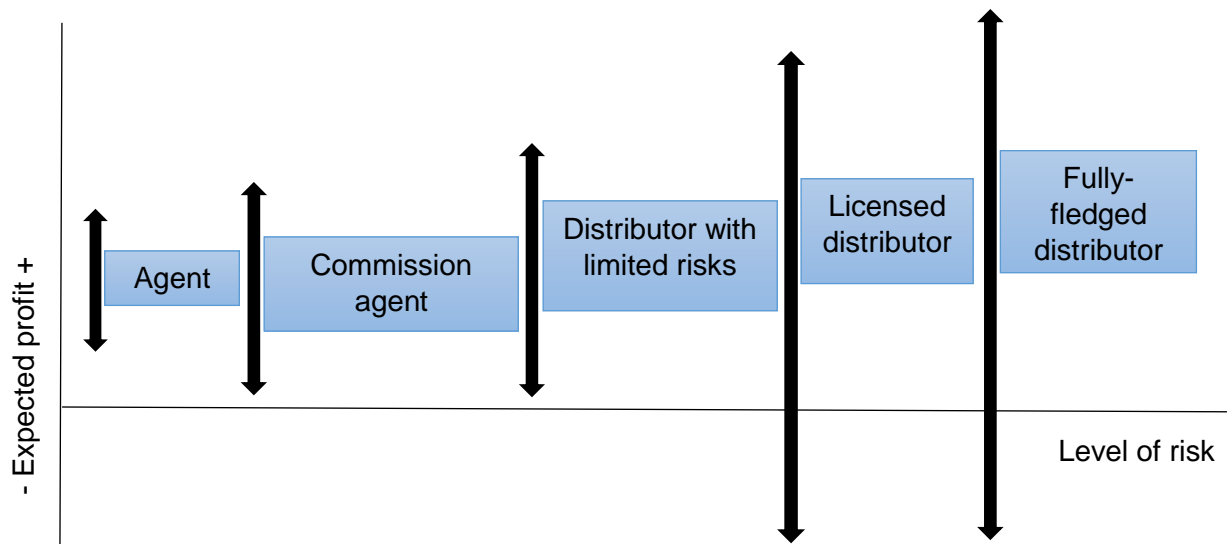 - Expected profit +
Agent
Commission
agent
Distributor with
limited risks
Licensed
distributor
Fully-
fledged
distributor
Level of risk